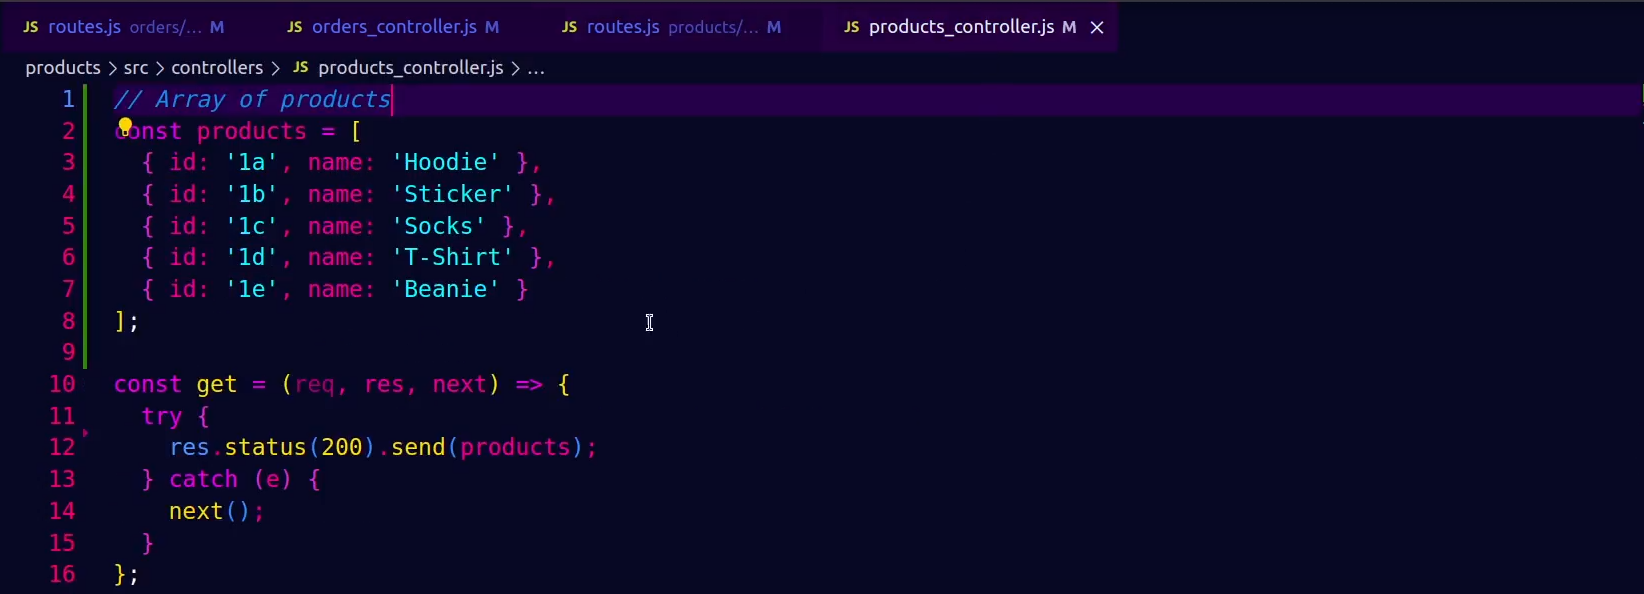 JS routes.js orders/... M JS orders_controller.js M JS routes.js products/... M JS products_controller.js M
products > src > controllers > JS products_controller.js > ...
1 // Array of products
2 const products = [
3 { id: '1a', name: 'Hoodie' },
4 { id: '1b', name: 'Sticker' },
5 { id: '1c', name: 'Socks' },
6 { id: '1d', name: 'T-Shirt' },
7 { id: '1e', name: 'Beanie' }
8 ];
9
10 const get = (req, res, next) => {
11 try {
12 res.status(200).send(products);
13 } catch (e) {
14 next();
15 }
16 };